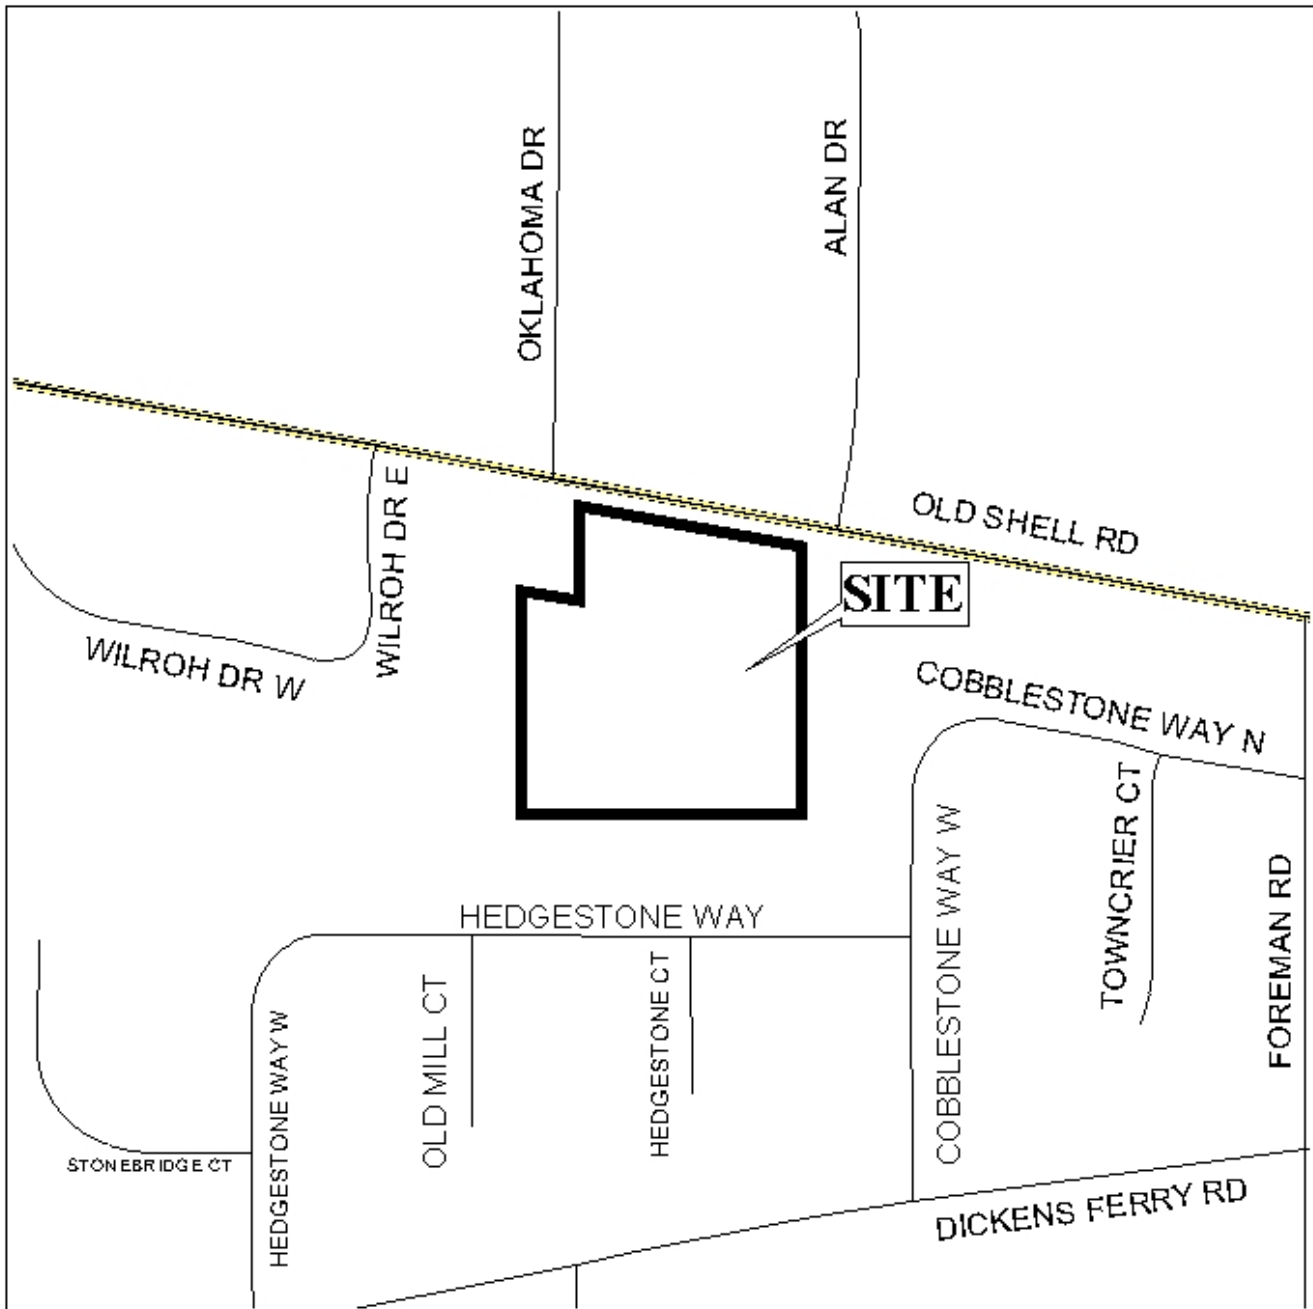 OKLAHOMA DR
ALAN DR
OLD SHELL RD
WILROH DR E
SITE
WILROH DR W
COBBLESTONE WAY N
TOWNCRIER CT
COBBLESTONE WAY W
FOREMAN RD
HEDGESTONE WAY
HEDGESTONE CT
OLD MILL CT
HEDGESTONE WAY W
STONEBRIDGE CT
DICKENS FERRY RD